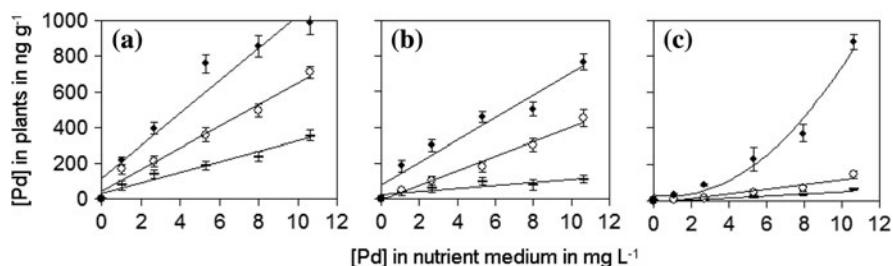 [Pd] in plants in ng g⁻¹
1000
800
600
400
200
0
(a)
0 2 4 6 8 10 12
(b)
0 2 4 6 8 10 12
(c)
0 2 4 6 8 10 12
[Pd] in nutrient medium in mg L⁻¹